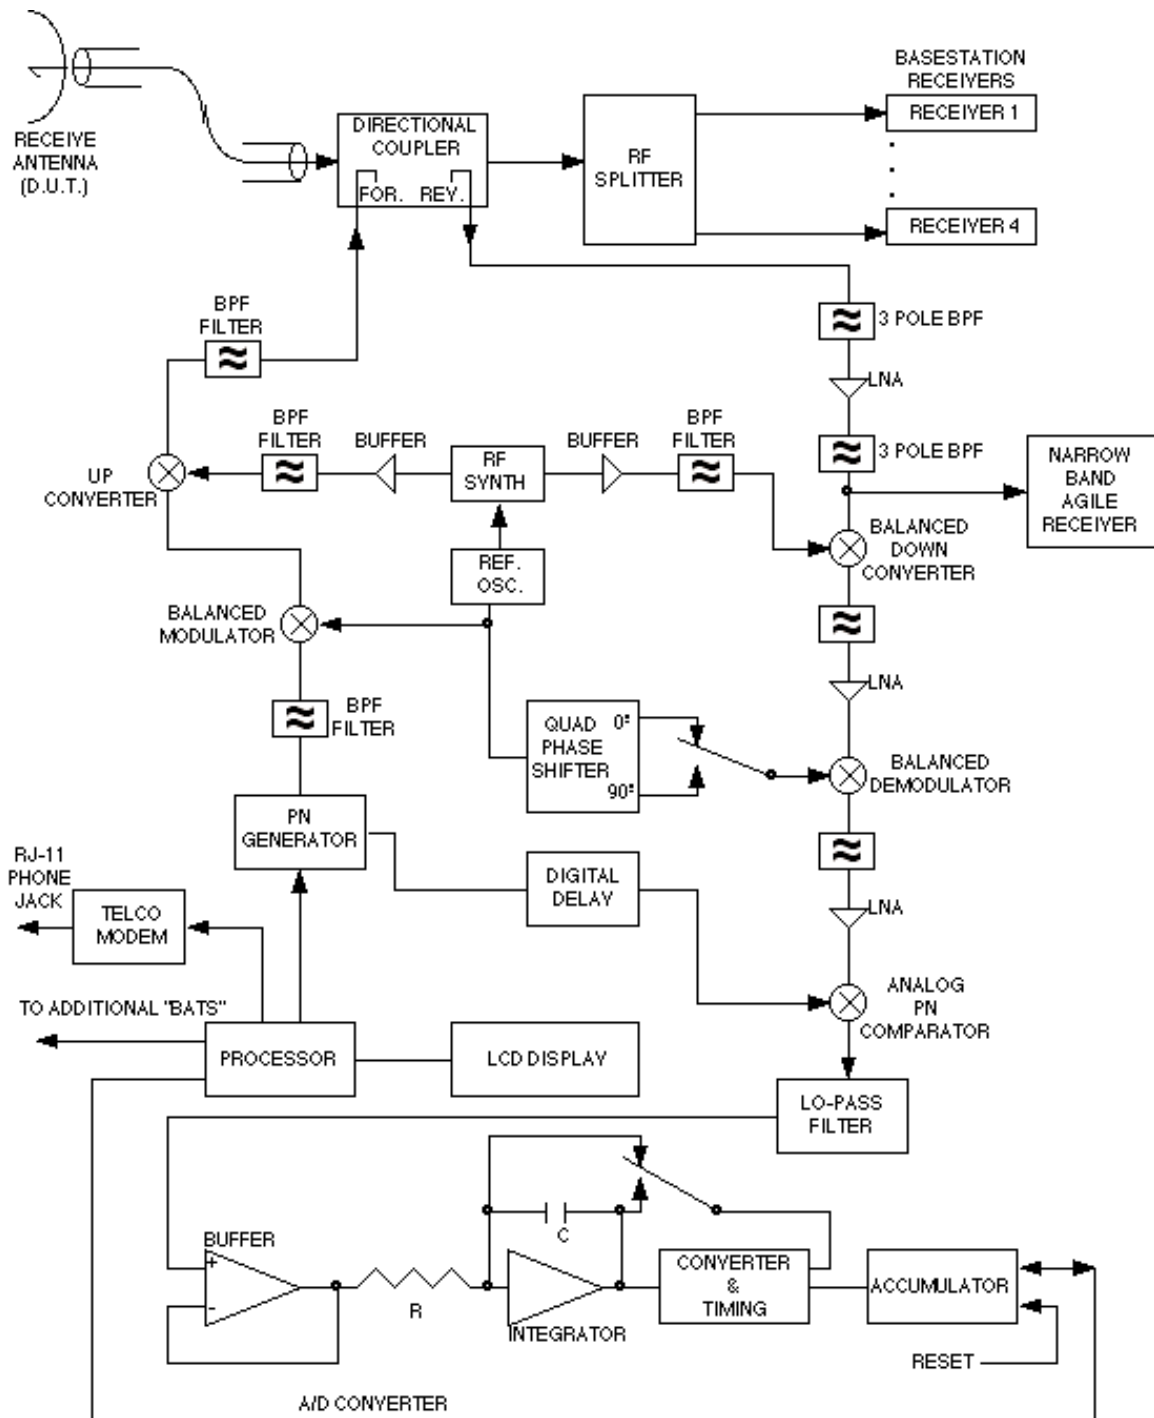 BASESTATION
RECEIVERS
RECEIVER 1
RECEIVER 4
RECEIVE
ANTENNA
(D.U.T.)
DIRECTIONAL
COUPLER
FOR. REV.
RF
SPLITTER
BPF
FILTER
3 POLE BPF
LNA
3 POLE BPF
NARROW
BAND
AGILE
RECEIVER
UP
CONVERTER
BPF
FILTER
BUFFER
RF
SYNTH
BUFFER
BPF
FILTER
BALANCED
DOWN
CONVERTER
REF.
OSC.
BALANCED
MODULATOR
LNA
BPF
FILTER
QUAD
PHASE
SHIFTER
0°
90°
BALANCED
DEMODULATOR
PN
GENERATOR
RJ-11
PHONE
JACK
TELCO
MODEM
DIGITAL
DELAY
LNA
ANALOG
PN
COMPARATOR
TO ADDITIONAL "BATS"
PROCESSOR
LCD DISPLAY
LO-PASS
FILTER
BUFFER
+
-
R
C
INTEGRATOR
CONVERTER
&
TIMING
ACCUMULATOR
RESET
A/D CONVERTER